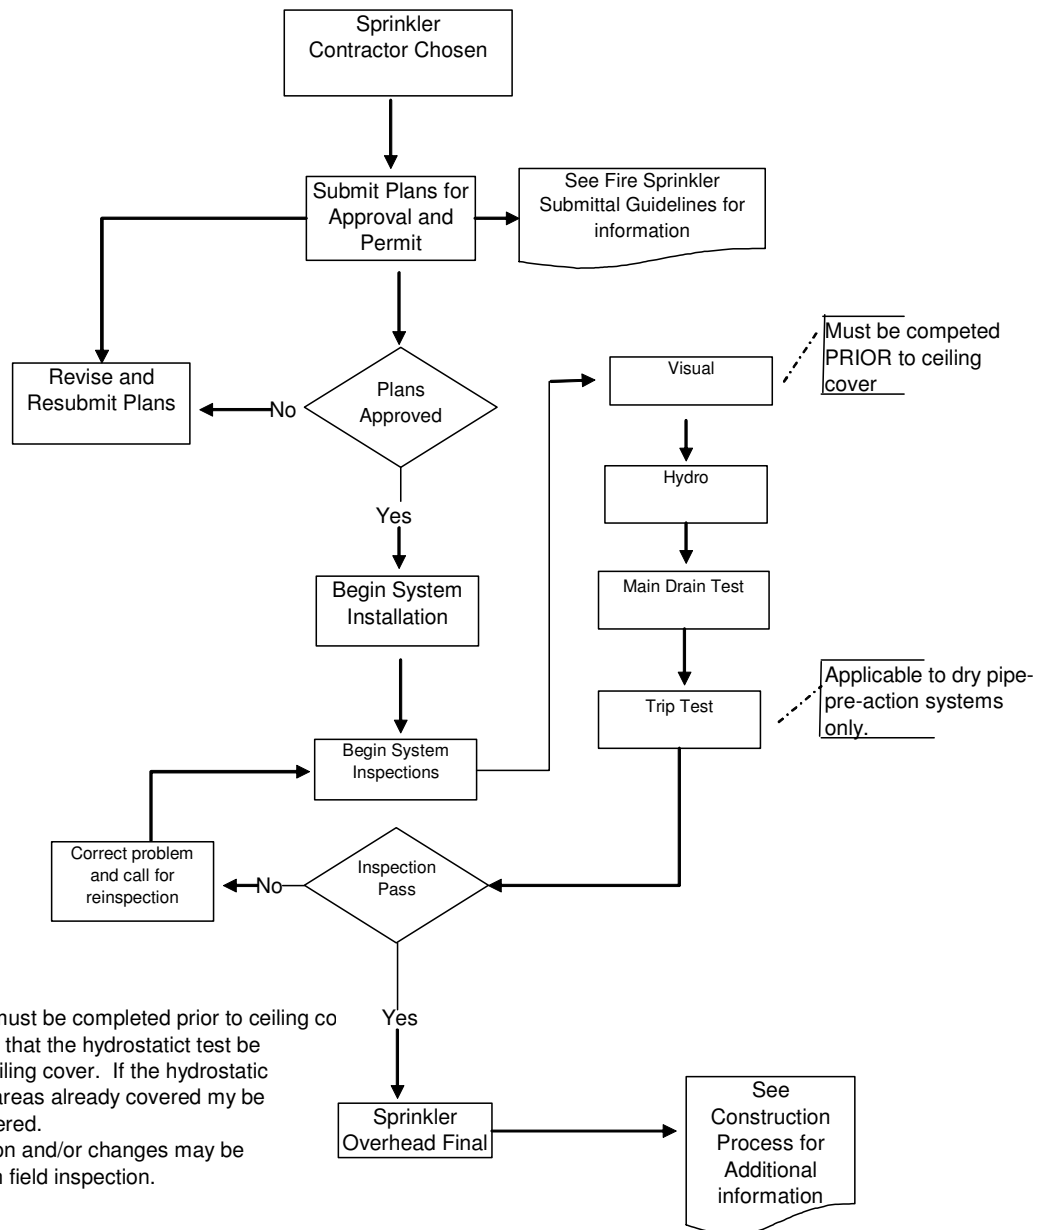 Sprinkler
Contractor Chosen
Submit Plans for
Approval and
Permit
See Fire Sprinkler
Submittal Guidelines for
information
Revise and
Resubmit Plans
No
Plans
Approved
Yes
Begin System
Installation
Begin System
Inspections
Visual
Must be competed
PRIOR to ceiling
cover
Hydro
Main Drain Test
Trip Test
Applicable to dry pipe-
pre-action systems
only.
Correct problem
and call for
reinspection
No
Inspection
Pass
Yes
must be completed prior to ceiling co
that the hydrostatict test be
iling cover. If the hydrostatic
areas already covered my be
ered.
on and/or changes may be
field inspection.
Sprinkler
Overhead Final
See
Construction
Process for
Additional
information